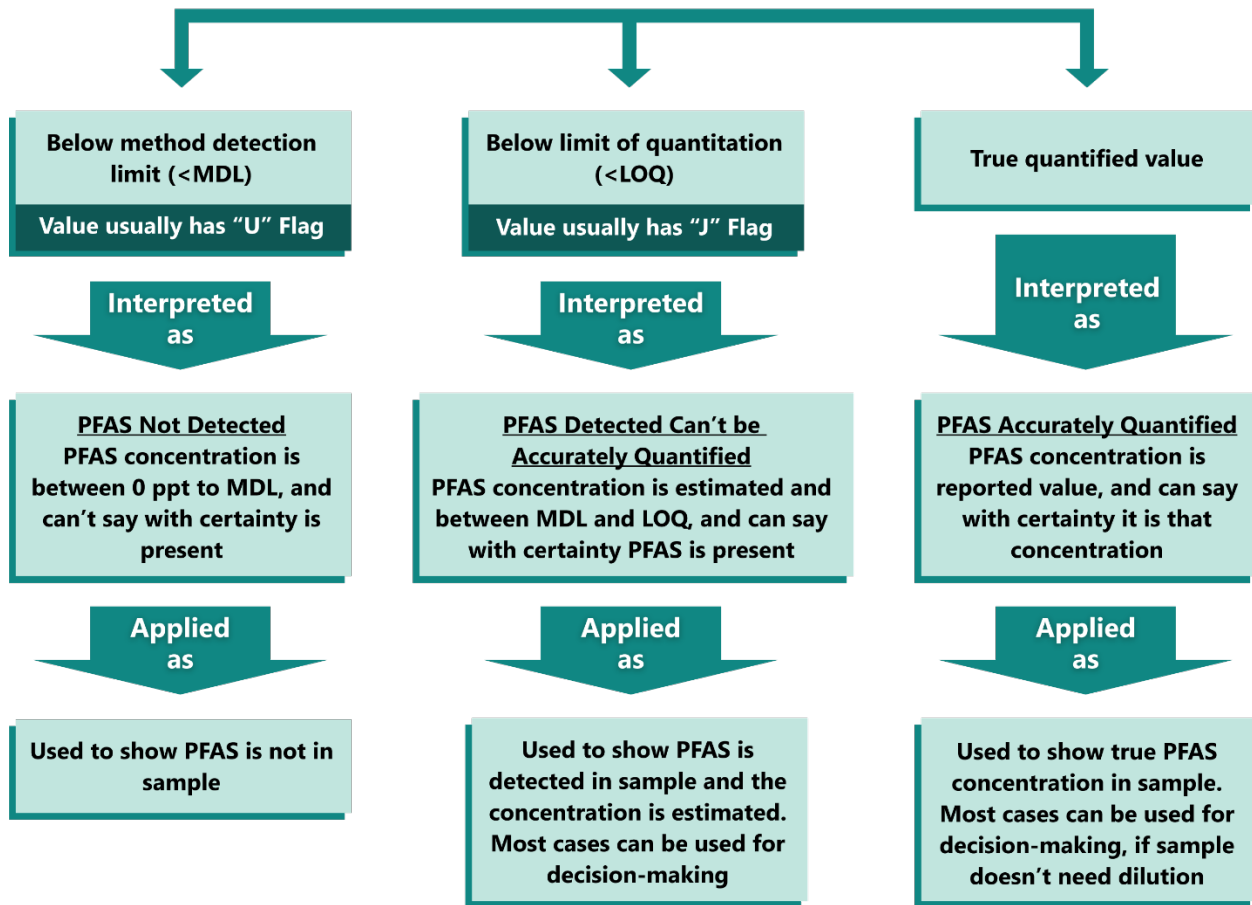 Below method detection
limit (<MDL)
Value usually has “U” Flag
Interpreted
as
PFAS Not Detected
PFAS concentration is
between 0 ppt to MDL, and
can’t say with certainty is
present
Applied
as
Used to show PFAS is not in
sample
Below limit of quantitation
(<LOQ)
Value usually has “J” Flag
Interpreted
as
PFAS Detected Can’t be
Accurately Quantified
PFAS concentration is estimated and
between MDL and LOQ, and can say
with certainty PFAS is present
Applied
as
Used to show PFAS is
detected in sample and the
concentration is estimated.
Most cases can be used for
decision-making
True quantified value
Interpreted
as
PFAS Accurately Quantified
PFAS concentration is
reported value, and can say
with certainty it is that
concentration
Applied
as
Used to show true PFAS
concentration in sample.
Most cases can be used for
decision-making, if sample
doesn’t need dilution